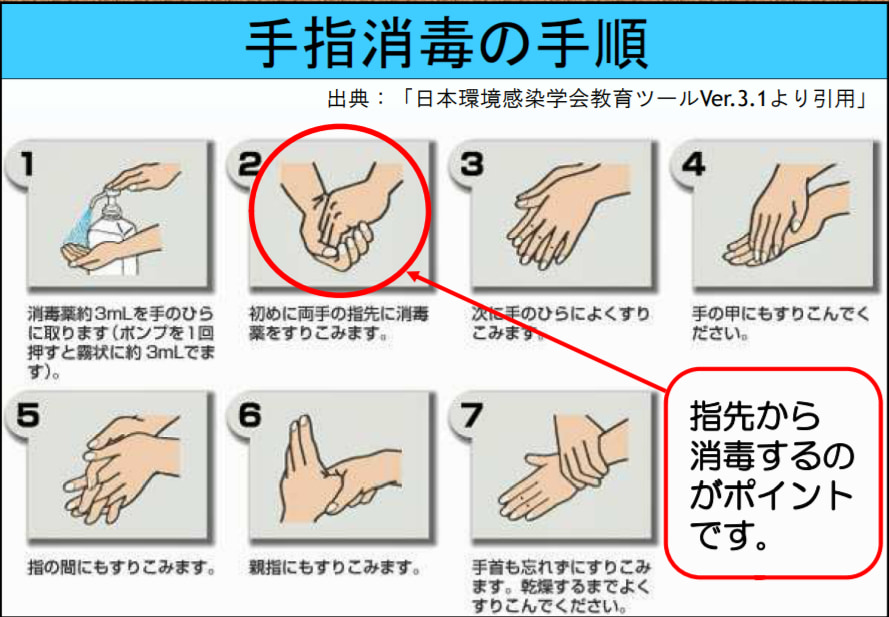 手指消毒の手順
出典：「日本環境感染学会教育ツールVer.3.1より引用」
1
消毒薬約3mLを手のひら
に取ります(ポンプを1回
押すと霧状に約 3mLでま
す)。
2
初めに両手の指先に消毒
薬をすりこみます。
3
次に手のひらによくすり
こみます。
4
手の甲にもすりこんでく
ださい。
5
指の間にもすりこみます。
6
親指にもすりこみます。
7
手首も忘れずにすりこみ
ます。乾燥するまでよく
すりこんでください。
指先から
消毒するの
がポイント
です。